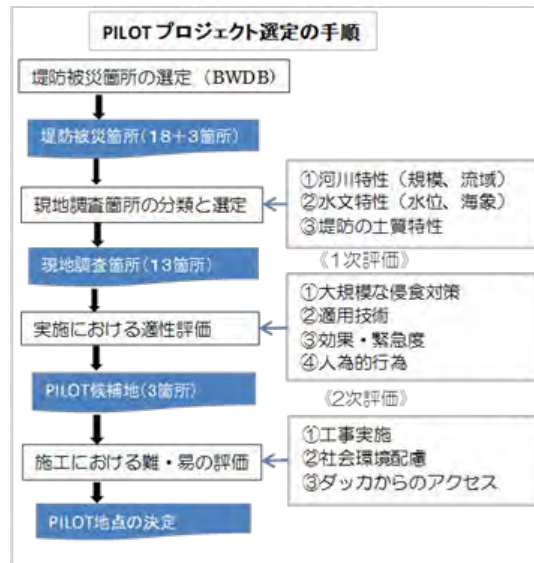 PILOT プロジェクト選定の手順
堤防被災箇所の選定（BWDB）
堤防被災箇所（18＋3箇所）
現地調査箇所の分類と選定
①河川特性（規模、流域）
②水文特性（水位、海象）
③堤防の土質特性
《1次評価》
現地調査箇所（13箇所）
実施における適性評価
①大規模な侵食対策
②適用技術
③効果・緊急度
④人為的行為
《2次評価》
PILOT候補地（3箇所）
施工における難・易の評価
①工事実施
②社会環境配慮
③ダッカからのアクセス
PILOT地点の決定